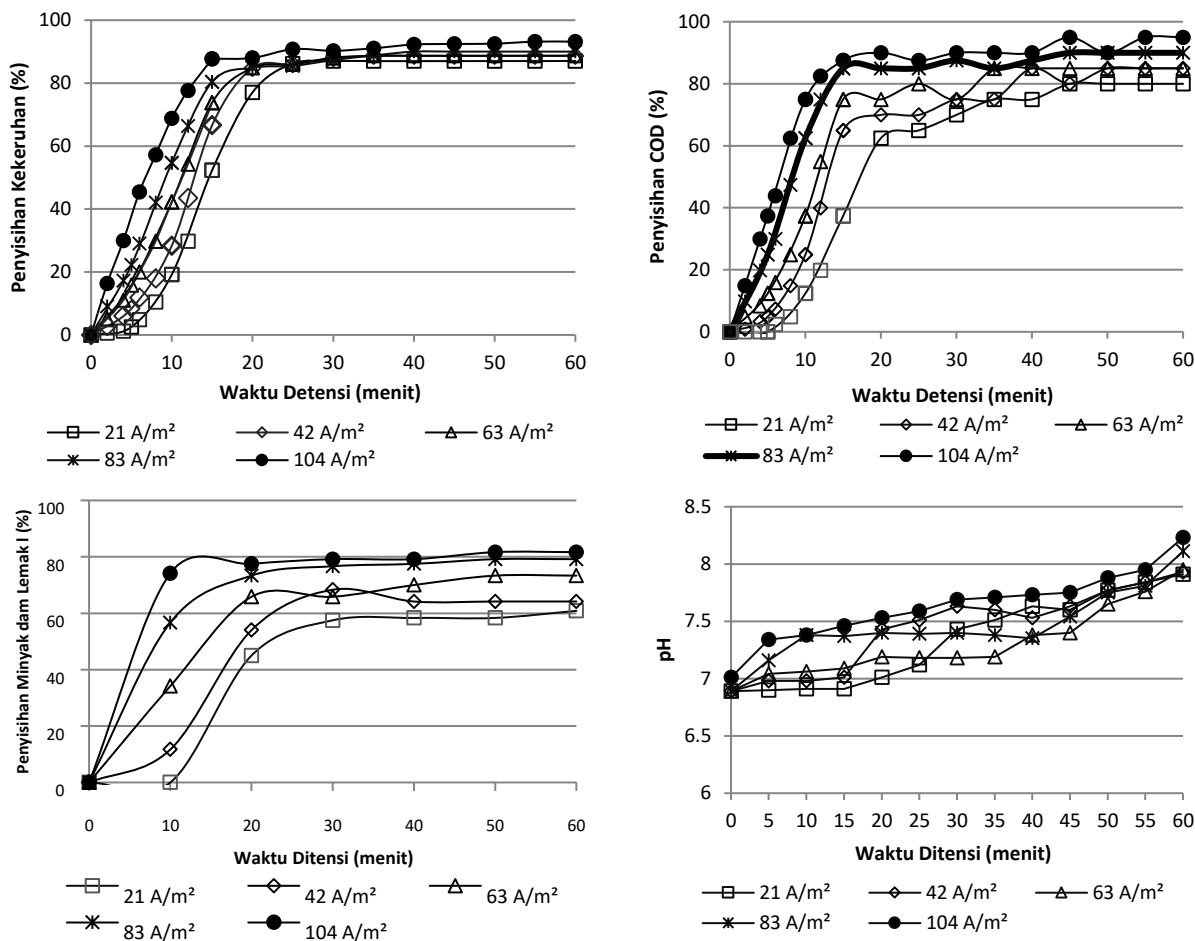 Penyisihan Kekeruhan (%)
100
80
60
40
20
0
0 10 20 30 40 50 60
Waktu Detensi (menit)
21 A/m² 42 A/m² 63 A/m²
83 A/m² 104 A/m²
Penyisihan COD (%)
100
80
60
40
20
0
0 10 20 30 40 50 60
Waktu Detensi (menit)
21 A/m² 42 A/m² 63 A/m²
83 A/m² 104 A/m²
Penyisihan Minyak dam Lemak l (%)
100
80
60
40
20
0
0 10 20 30 40 50 60
Waktu Ditensi (menit)
21 A/m² 42 A/m² 63 A/m²
83 A/m² 104 A/m²
pH
8.5
8
7.5
7
6.5
6
0 5 10 15 20 25 30 35 40 45 50 55 60
Waktu Ditensi (menit)
21 A/m² 42 A/m² 63 A/m²
83 A/m² 104 A/m²